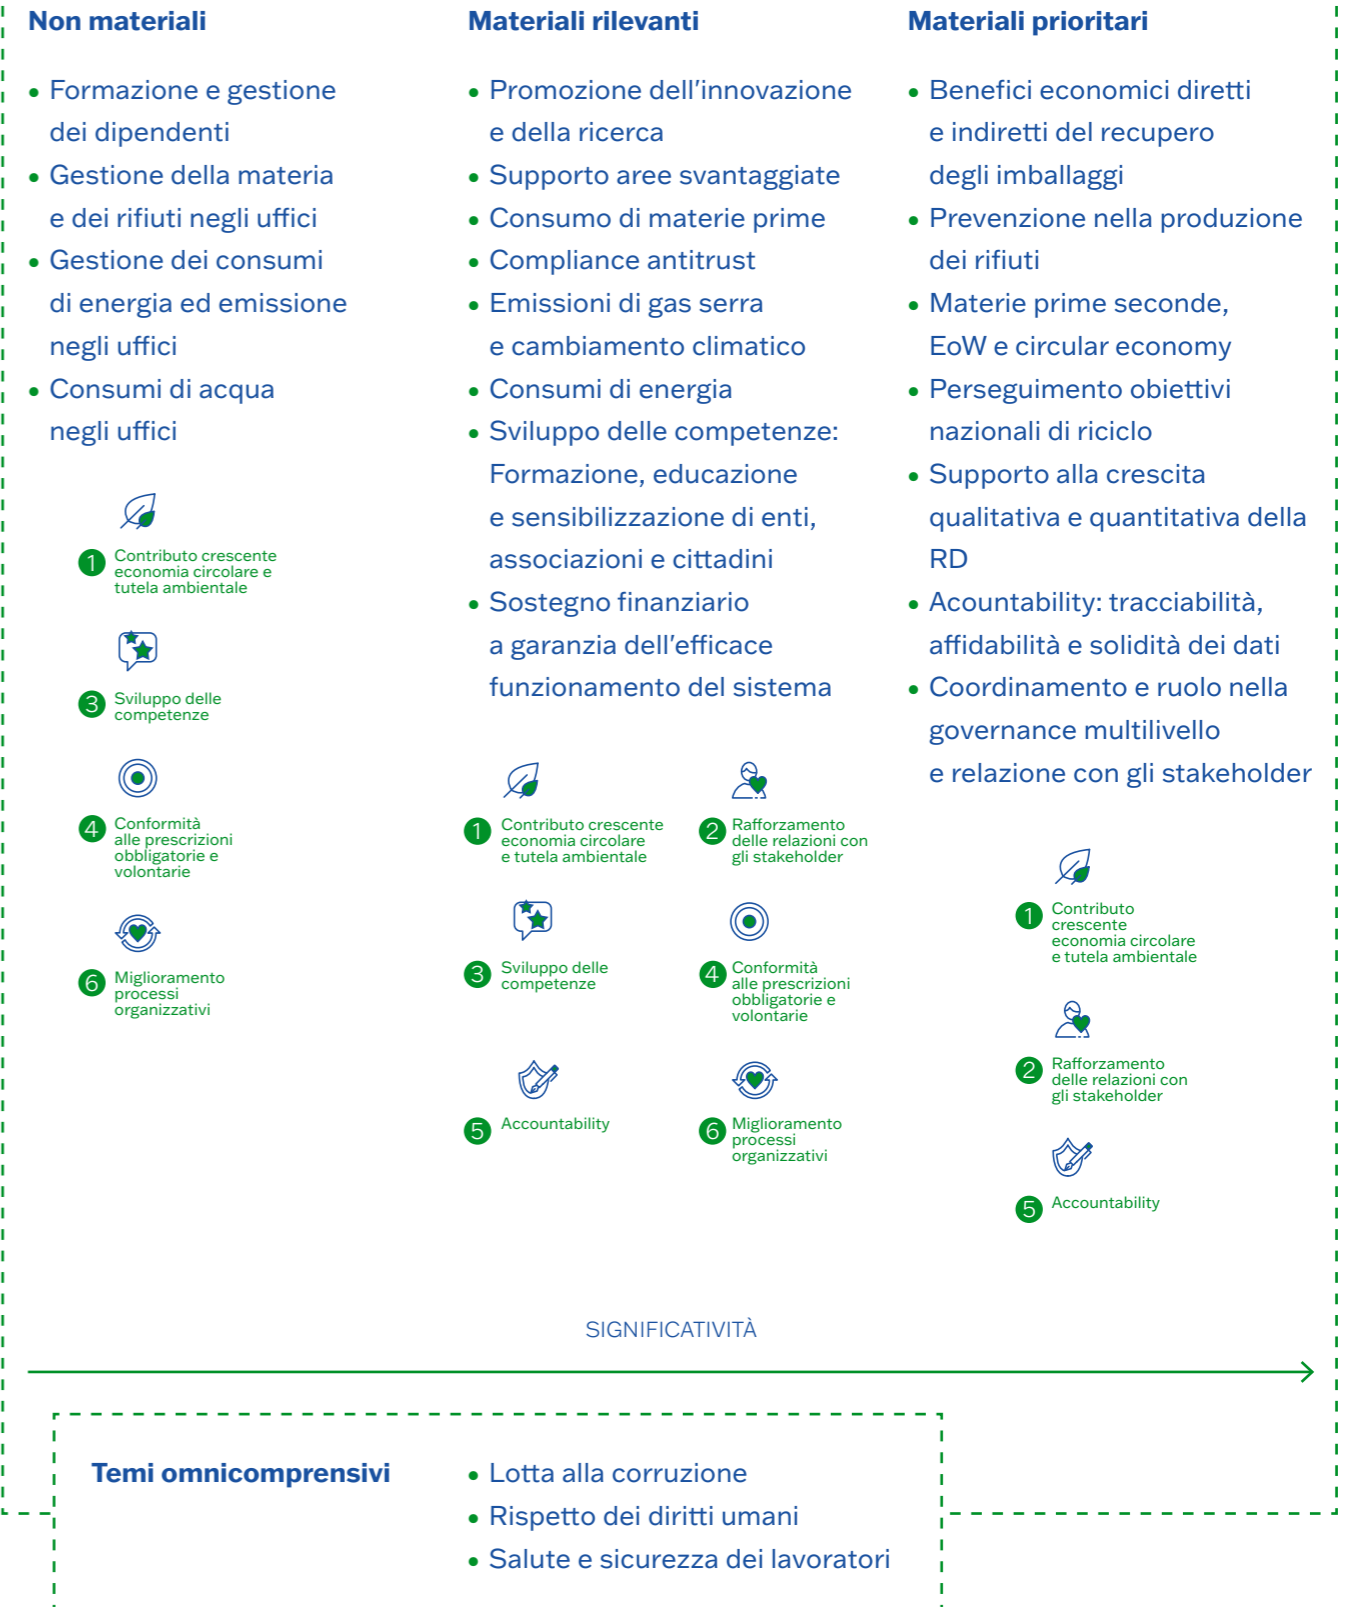 Non materiali
• Formazione e gestione
dei dipendenti
• Gestione della materia
e dei rifiuti negli uffici
• Gestione dei consumi
di energia ed emissione
negli uffici
• Consumi di acqua
negli uffici
1 Contributo crescente
economia circolare e
tutela ambientale
3 Sviluppo delle
competenze
4 Conformità
alle prescrizioni
obbligatorie e
volontarie
6 Miglioramento
processi
organizzativi
Materiali rilevanti
• Promozione dell'innovazione
e della ricerca
• Supporto aree svantaggiate
• Consumo di materie prime
• Compliance antitrust
• Emissioni di gas serra
e cambiamento climatico
• Consumi di energia
• Sviluppo delle competenze:
Formazione, educazione
e sensibilizzazione di enti,
associazioni e cittadini
• Sostegno finanziario
a garanzia dell'efficace
funzionamento del sistema
1 Contributo crescente
economia circolare
e tutela ambientale
2 Rafforzamento
delle relazioni con
gli stakeholder
3 Sviluppo delle
competenze
4 Conformità
alle prescrizioni
obbligatorie e
volontarie
5 Accountability
6 Miglioramento
processi
organizzativi
Materiali prioritari
• Benefici economici diretti
e indiretti del recupero
degli imballaggi
• Prevenzione nella produzione
dei rifiuti
• Materie prime seconde,
EoW e circular economy
• Perseguimento obiettivi
nazionali di riciclo
• Supporto alla crescita
qualitativa e quantitativa della
RD
• Acountability: tracciabilità,
affidabilità e solidità dei dati
• Coordinamento e ruolo nella
governance multilivello
e relazione con gli stakeholder
1 Contributo
crescente
economia circolare
e tutela ambientale
2 Rafforzamento
delle relazioni con
gli stakeholder
5 Accountability
SIGNIFICATIVITÀ
Temi omnicomprensivi
• Lotta alla corruzione
• Rispetto dei diritti umani
• Salute e sicurezza dei lavoratori